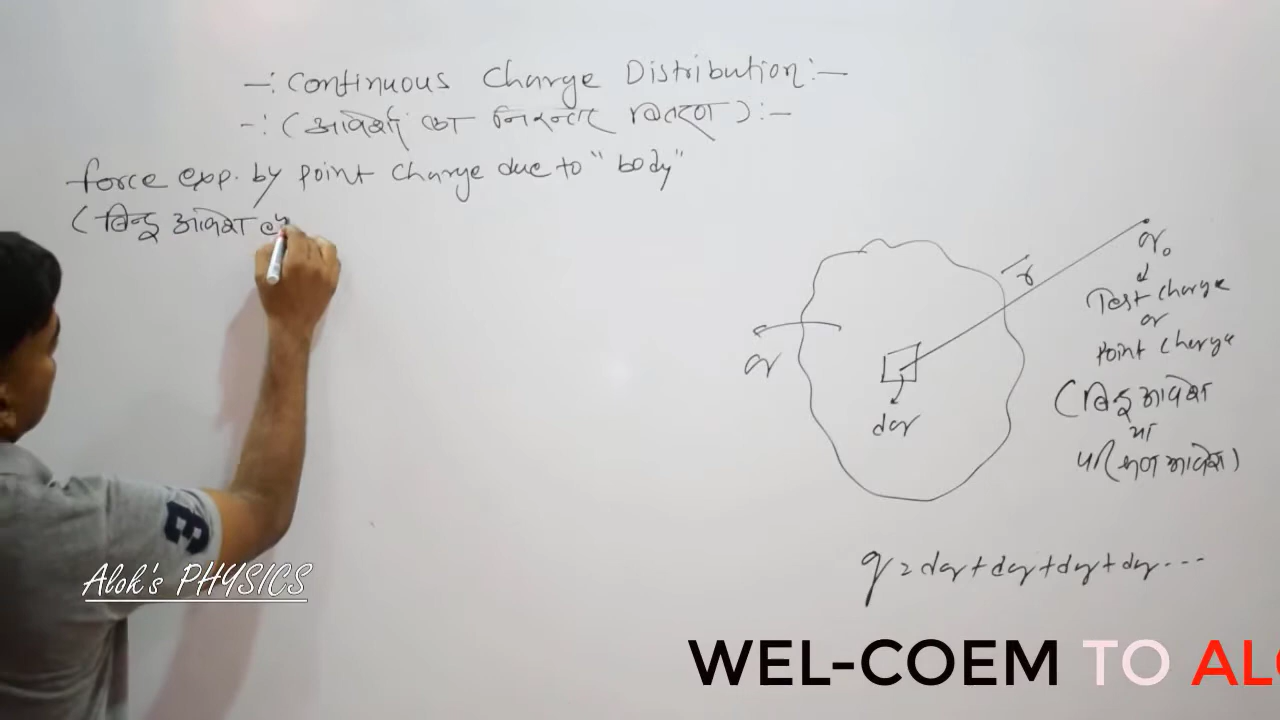 -: Continuous Charge Distribution :-
-: (आवेशों का निरन्तर वितरण) :-
force exp. by point charge due to "body"
(बिन्दु आवेश
r
q₀
Test charge
or
Point charge
(बिन्दु आवेश
या
परीक्षण आवेश)
q
dq
q = dq + dq + dq + dq ...
Alok's PHYSICS
3
WEL-COEM TO AL